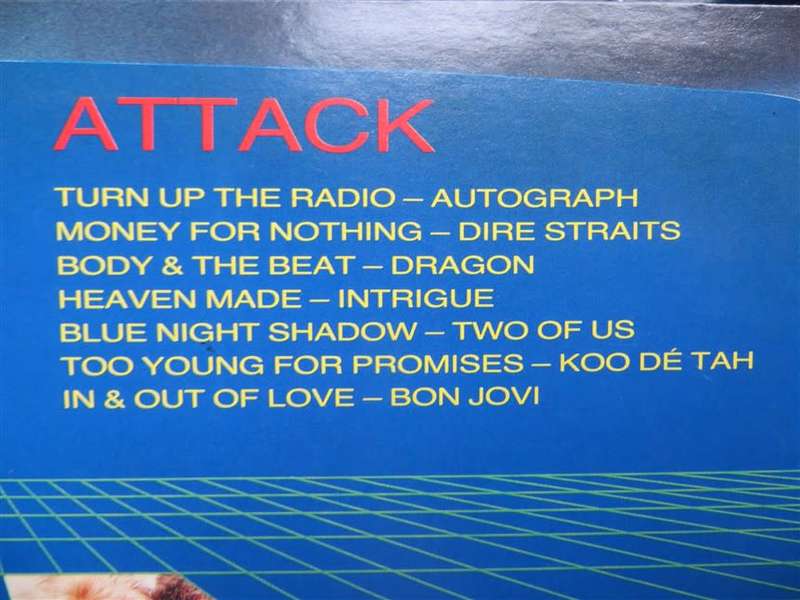 ATTACK
TURN UP THE RADIO – AUTOGRAPH
MONEY FOR NOTHING – DIRE STRAITS
BODY & THE BEAT – DRAGON
HEAVEN MADE – INTRIGUE
BLUE NIGHT SHADOW – TWO OF US
TOO YOUNG FOR PROMISES – KOO DÉ TAH
IN & OUT OF LOVE – BON JOVI